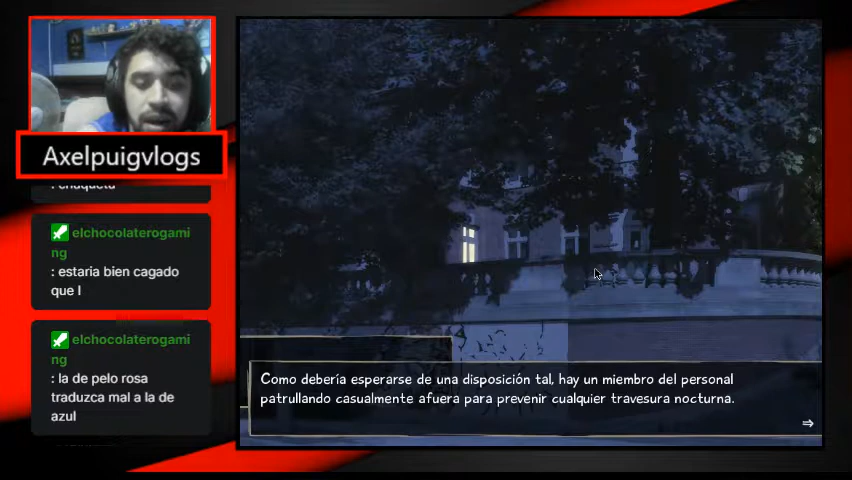 Axelpuigvlogs
elchocolaterogami
ng
: estaria bien cagado
que l
elchocolaterogami
ng
: la de pelo rosa
traduzca mal a la de
azul
Como debería esperarse de una disposición tal, hay un miembro del personal
patrullando casualmente afuera para prevenir cualquier travesura nocturna.